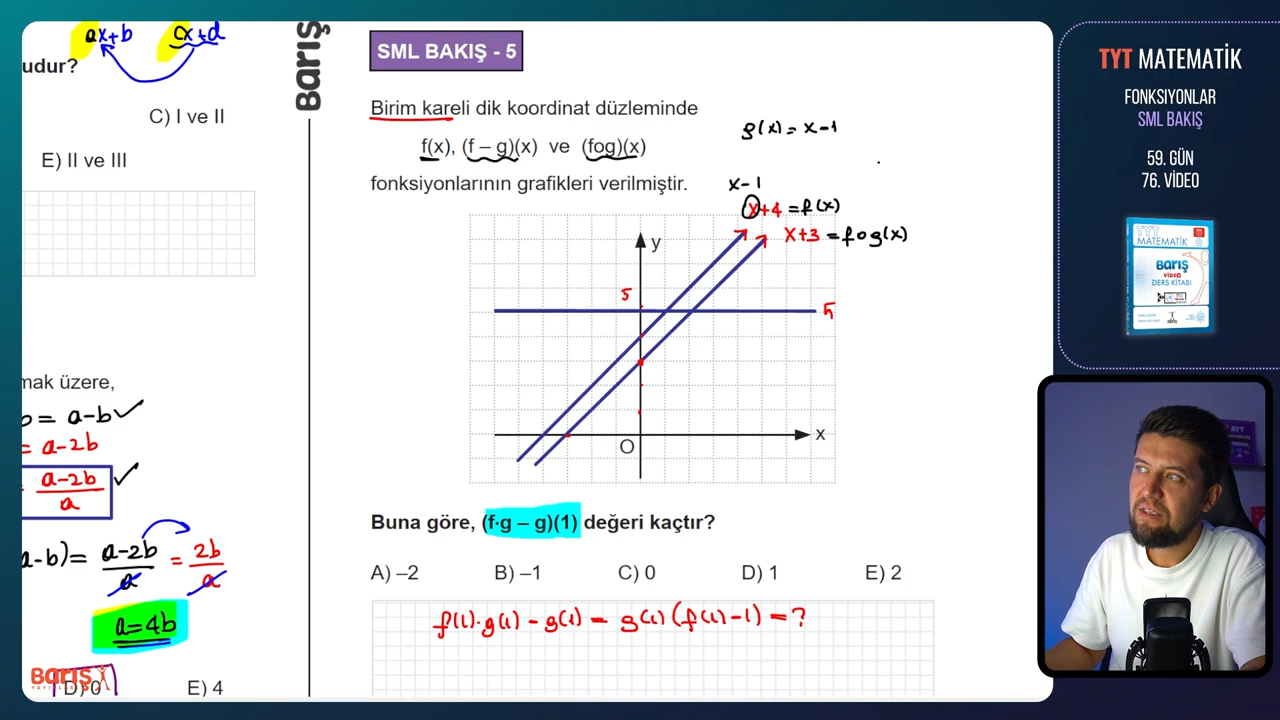 ax+b cx+d
udur?
C) I ve II
E) II ve III
mak üzere,
= a-b ✓
= a-2b
a-2b
a
✓
a-b) = a-2b/a = 2b/a
a=4b
D) 0 E) 4
BARIŞ
Barış
SML BAKIŞ - 5
Birim kareli dik koordinat düzleminde
f(x), (f – g)(x) ve (fog)(x)
fonksiyonlarının grafikleri verilmiştir.
g(x) = x-1
x-1
x+4 = f(x)
x+3 = fog(x)
y
5
5
O
x
Buna göre, (f·g – g)(1) değeri kaçtır?
A) –2 B) –1 C) 0 D) 1 E) 2
f(1)·g(1) - g(1) = g(1) (f(1)-1) = ?
TYT MATEMATİK
FONKSIYONLAR
SML BAKIŞ
59. GÜN
76. VİDEO
TYT
MATEMATİK
Barış
VİDEO
DERS KİTABI